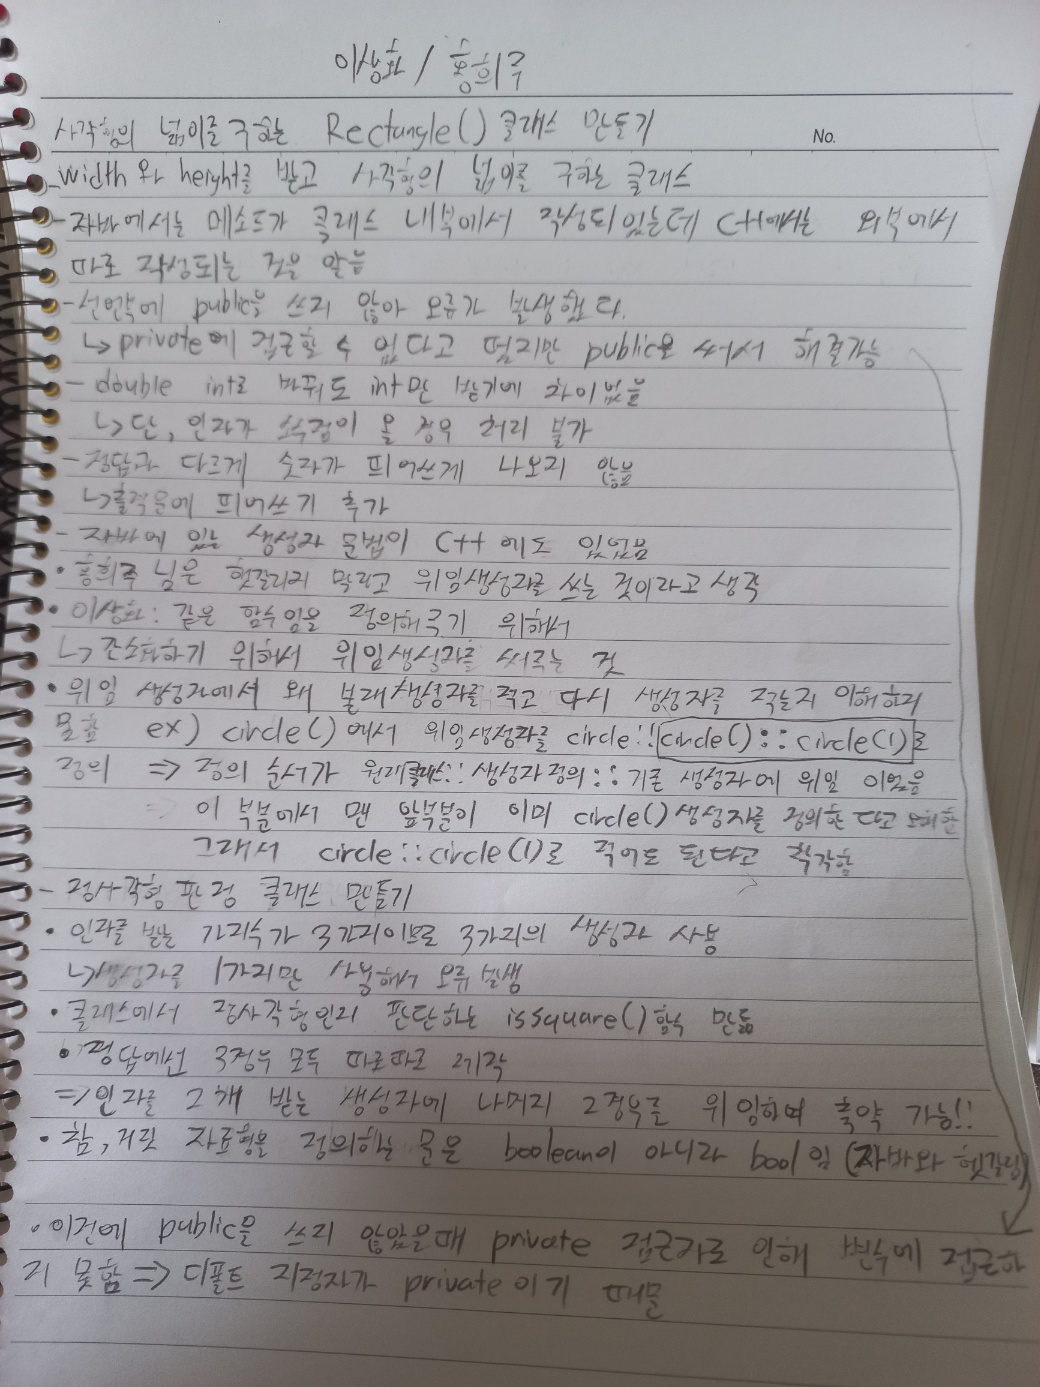 이상화 / 홍희주
No.
사각형의 넓이를 구하는 Rectangle() 클래스 만들기
width와 height를 받고 사각형의 넓이를 구하는 클래스
- 자바에서는 메소드가 클래스 내부에서 작성되있는데 C++에서는 외부에서
따로 작성되는 것을 알음
- 선언부에 public을 쓰지 않아 오류가 발생했다.
↳ private에 접근할 수 없다고 떴지만 public을 써서 해결가능
- double int로 바꿔도 int만 받기에 차이없음
↳ 단, 인자가 소수점이 올 경우 처리 불가
- 정답과 다르게 숫자가 띄어쓰게 나오지 않음
↳ 출력문에 띄어쓰기 추가
- 자바에 있는 생성자 문법이 C++에도 있었음
• 홍희주님은 헷갈리지 말라고 위임생성자를 쓰는 것이라고 생각
• 이상화: 같은 함수임을 정의해주기 위해서
↳ 간소화하기 위해서 위임생성자를 써주는 것
• 위임 생성자에서 왜 본래생성자를 적고 다시 생성자를 적는지 이해하지
못함 ex) circle()에서 위임생성자를 circle::circle()::circle(1)로
정의 => 정의 순서가 원래클래스::생성자정의::기존 생성자에 위임 이었음
이 부분에서 맨 앞부분이 이미 circle()생성자를 정의한다고 오해함
그래서 circle::circle(1)로 적어도 된다고 착각함
- 정사각형 판정 클래스 만들기
• 인자를 받는 가지수가 3가지이므로 3가지의 생성자 사용
↳ 생성자를 1가지만 사용해서 오류 발생
• 클래스에서 정사각형인지 판단하는 issquare()함수 만듦
• 정답에선 3경우 모두 따로따로 제작
=> 인자를 2개 받는 생성자에 나머지 2경우를 위임하여 축약 가능!!
• 참, 거짓 자료형을 정의하는 문은 boolean이 아니라 bool임 (자바와 헷갈림)
• 이전에 public을 쓰지 않았을때 private 접근자로 인해 변수에 접근하
지 못함 => 디폴트 지정자가 private이기 때문